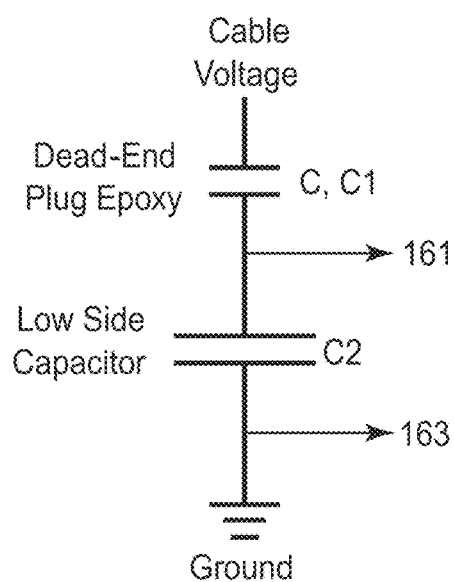 Cable
Voltage
Dead-End
Plug Epoxy
C, C1
161
Low Side
Capacitor
C2
163
Ground